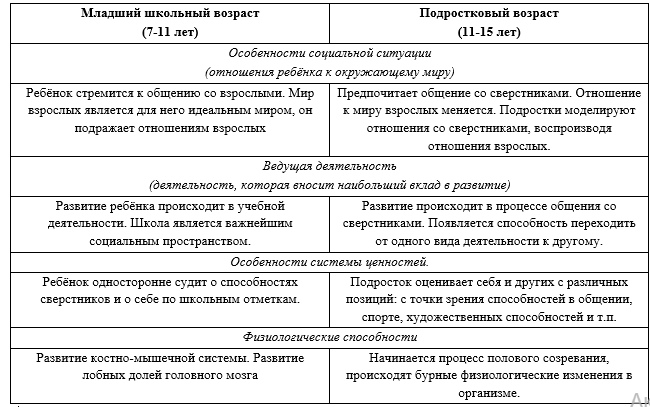 Младший школьный возраст
(7-11 лет)
Подростковый возраст
(11-15 лет)
Особенности социальной ситуации
(отношения ребёнка к окружающему миру)
Ребёнок стремится к общению со взрослыми. Мир
взрослых является для него идеальным миром, он
подражает отношениям взрослых
Предпочитает общение со сверстниками. Отношение
к миру взрослых меняется. Подростки моделируют
отношения со сверстниками, воспроизводя
отношения взрослых.
Ведущая деятельность
(деятельность, которая вносит наибольший вклад в развитие)
Развитие ребёнка происходит в учебной
деятельности. Школа является важнейшим
социальным пространством.
Развитие происходит в процессе общения со
сверстниками. Появляется способность переходить
от одного вида деятельности к другому.
Особенности системы ценностей.
Ребёнок односторонне судит о способностях
сверстников и о себе по школьным отметкам.
Подросток оценивает себя и других с различных
позиций: с точки зрения способностей в общении,
спорте, художественных способностей и т.п.
Физиологические способности
Развитие костно-мышечной системы. Развитие
лобных долей головного мозга
Начинается процесс полового созревания,
происходят бурные физиологические изменения в
организме.